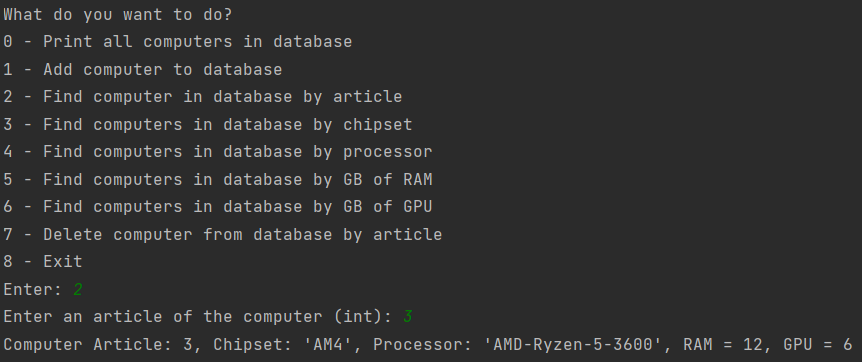 What do you want to do?
0 - Print all computers in database
1 - Add computer to database
2 - Find computer in database by article
3 - Find computers in database by chipset
4 - Find computers in database by processor
5 - Find computers in database by GB of RAM
6 - Find computers in database by GB of GPU
7 - Delete computer from database by article
8 - Exit
Enter: 2
Enter an article of the computer (int): 3
Computer Article: 3, Chipset: 'AM4', Processor: 'AMD-Ryzen-5-3600', RAM = 12, GPU = 6